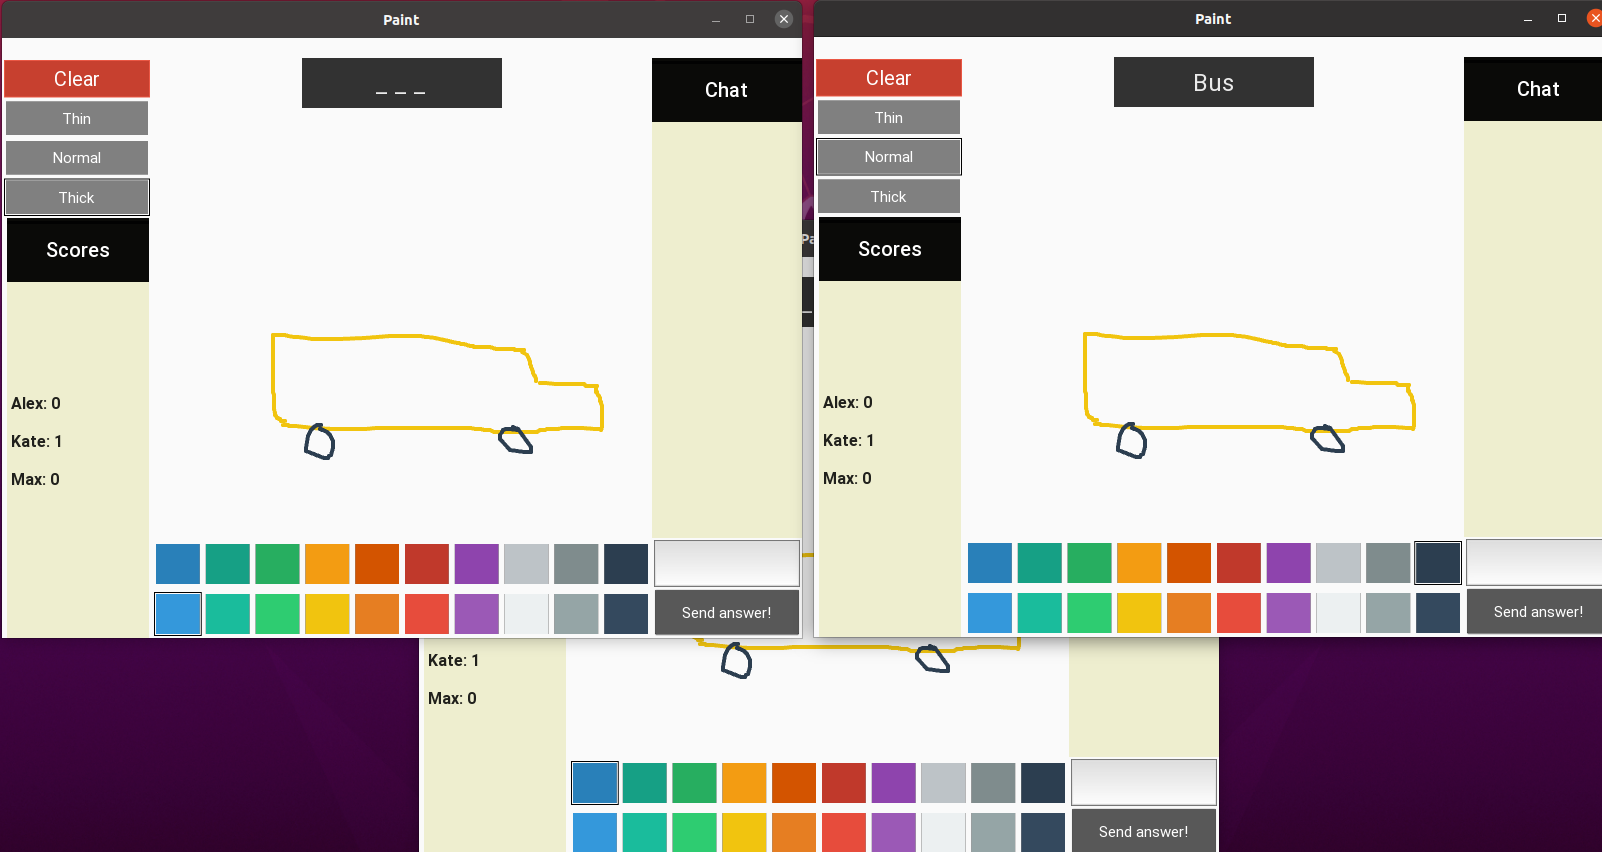 Paint
Clear
Thin
Normal
Thick
Scores
Alex: 0
Kate: 1
Max: 0
_ _ _
Chat
Send answer!
Pa
_
Paint
Clear
Thin
Normal
Thick
Scores
Alex: 0
Kate: 1
Max: 0
Bus
Chat
Send answer!
Kate: 1
Max: 0
Send answer!